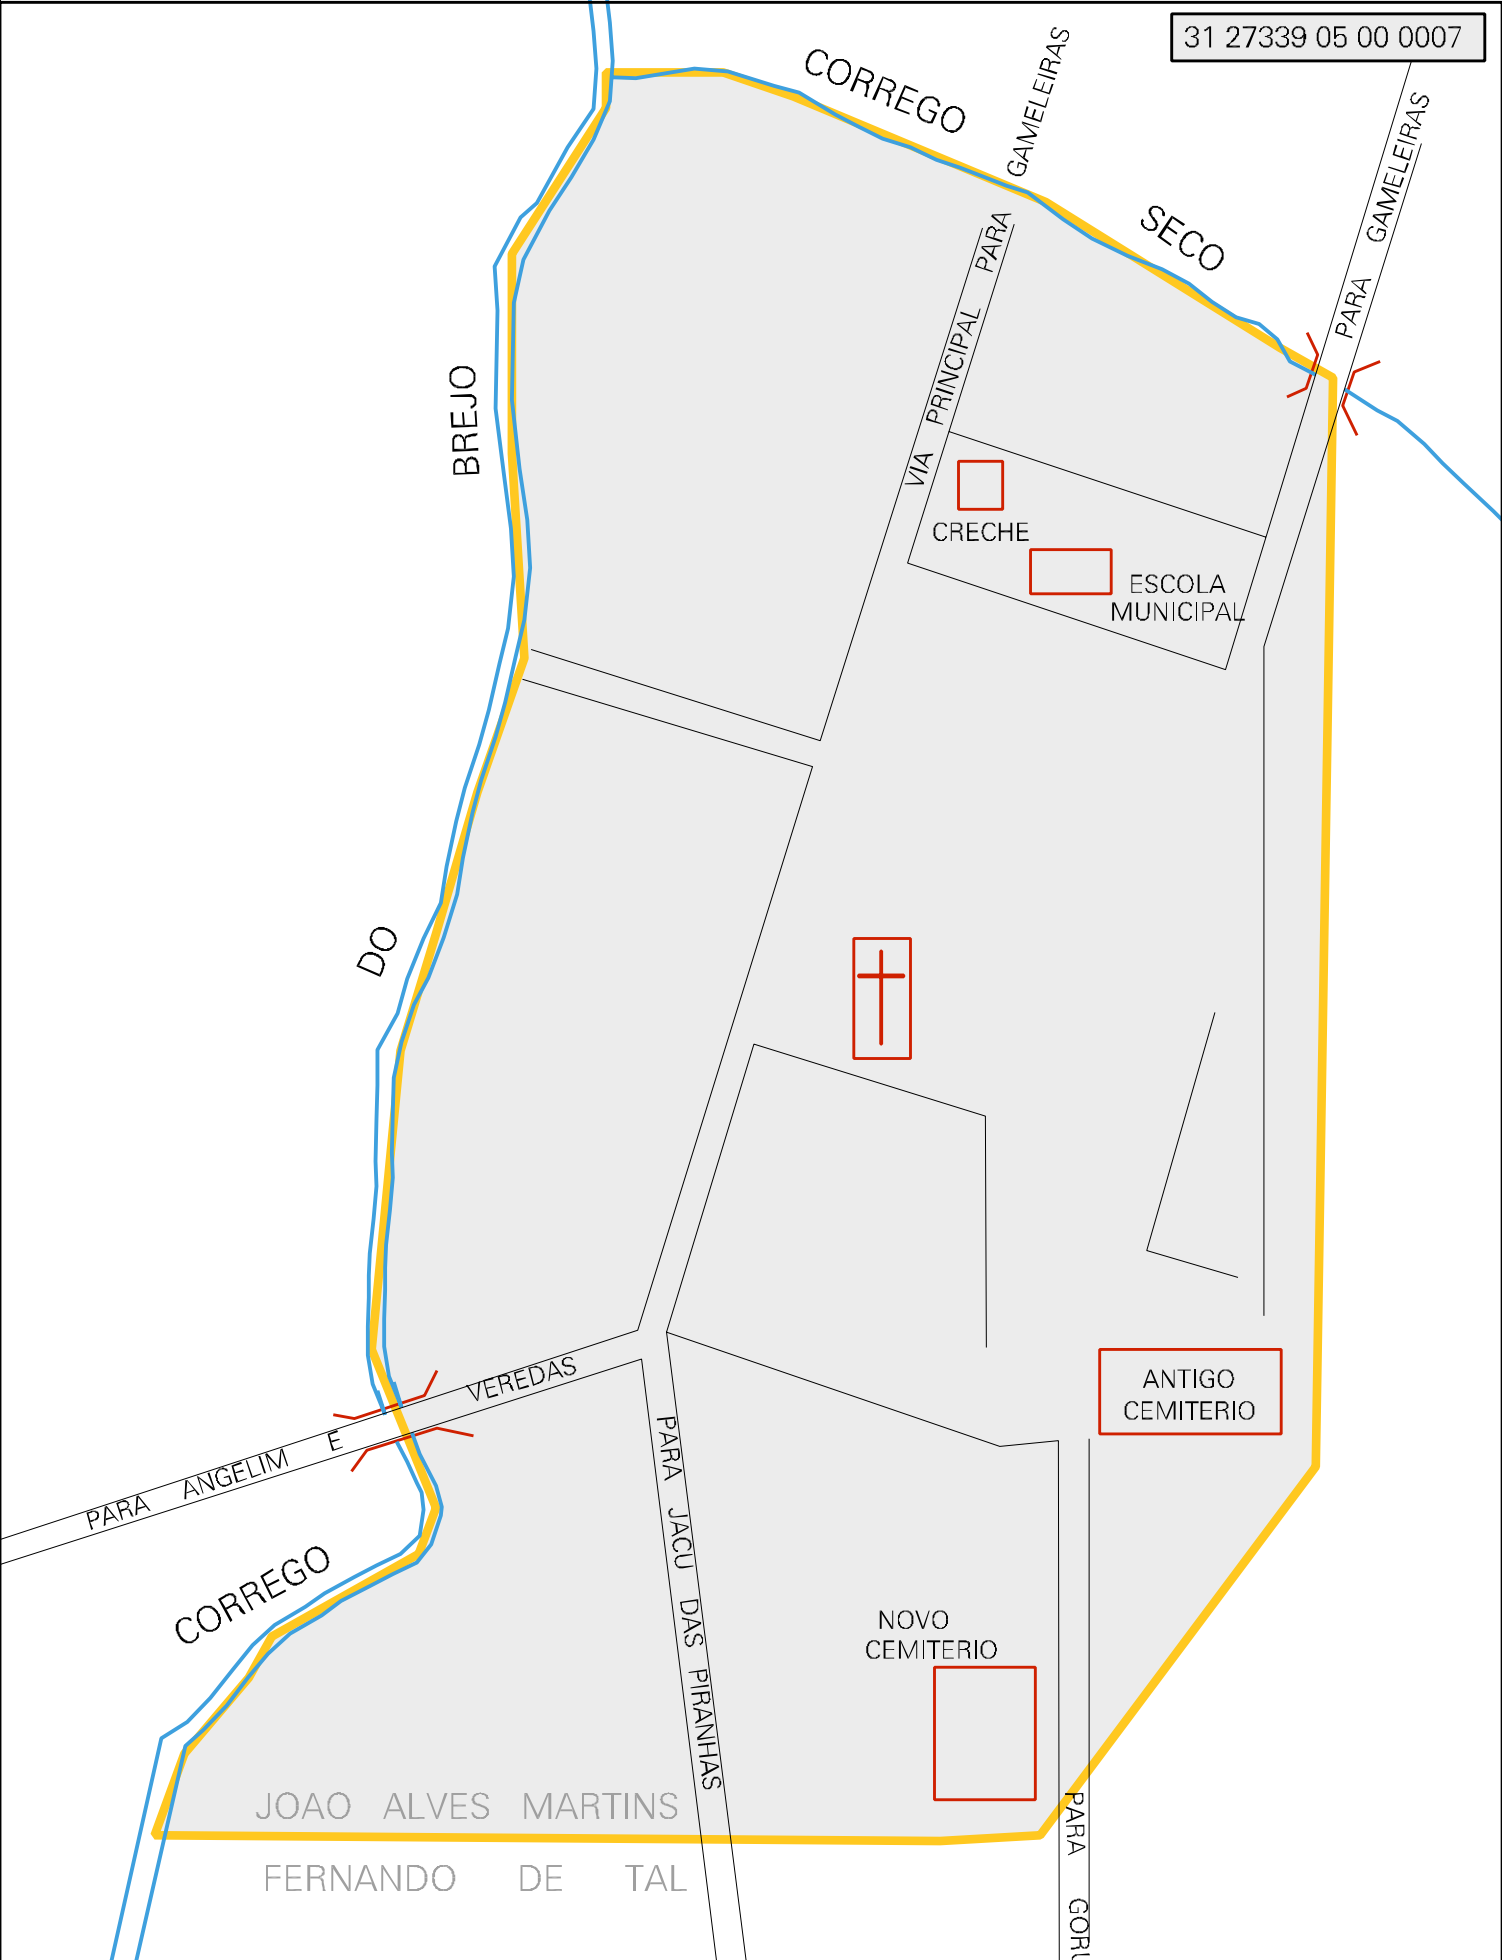 31 27339 05 00 0007
CORREGO SECO
VIA PRINCIPAL PARA GAMELEIRAS
PARA GAMELEIRAS
CORREGO DO BREJO
CRECHE
ESCOLA
MUNICIPAL
PARA ANGELIM E VEREDAS
ANTIGO
CEMITERIO
PARA JACU DAS PIRANHAS
NOVO
CEMITERIO
JOAO ALVES MARTINS
FERNANDO DE TAL
PARA